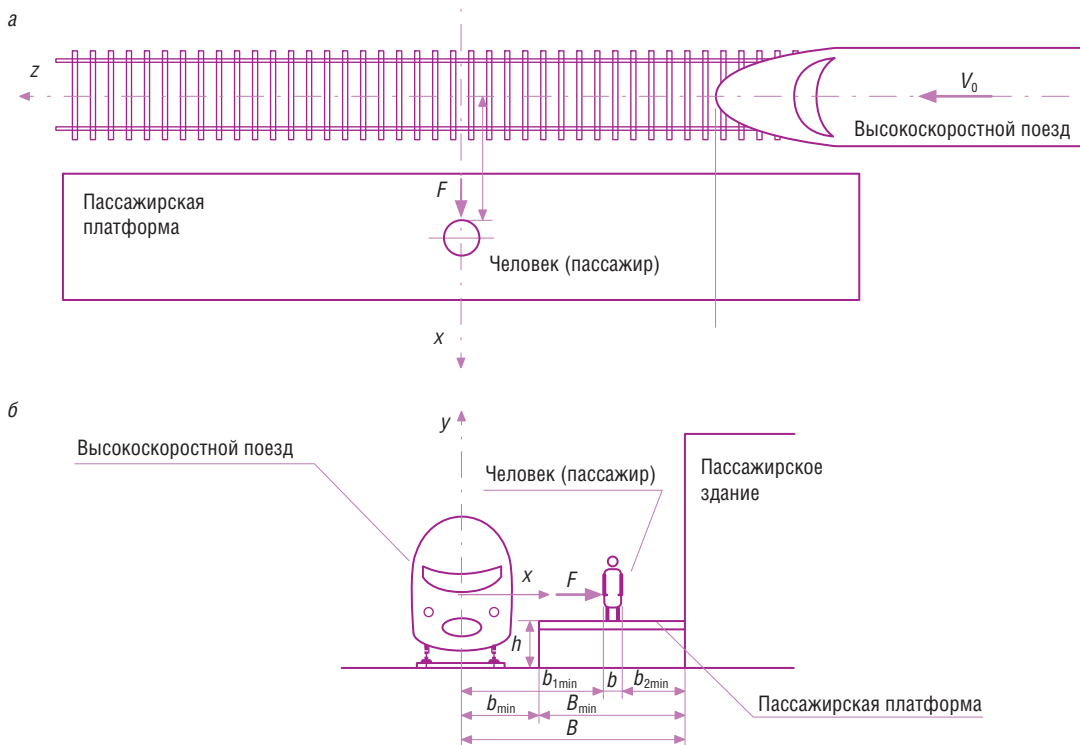 а
z
V0
Высокоскоростной поезд
Пассажирская
платформа
F
Человек (пассажир)
x
б
y
Высокоскоростной поезд
Человек (пассажир)
Пассажирское
здание
x
F
h
b1min
b
b2min
bmin
Bmin
Пассажирская платформа
B